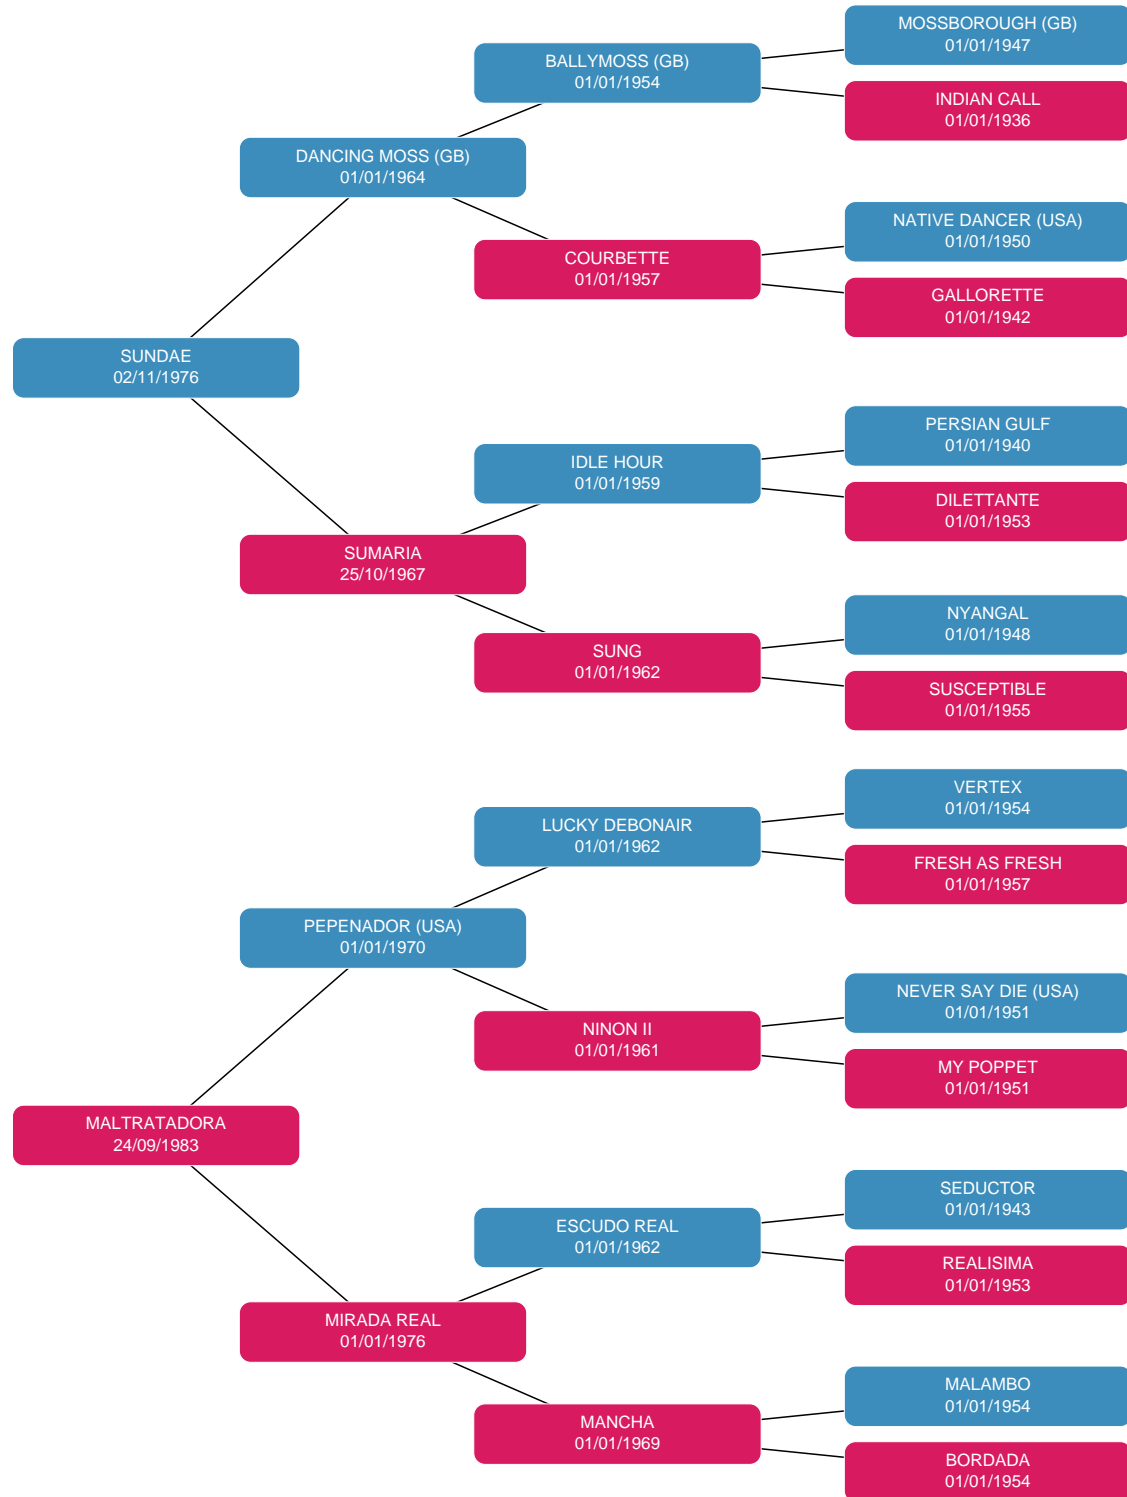 MOSSBOROUGH (GB)
01/01/1947
BALLYMOSS (GB)
01/01/1954
INDIAN CALL
01/01/1936
DANCING MOSS (GB)
01/01/1964
NATIVE DANCER (USA)
01/01/1950
COURBETTE
01/01/1957
GALLORETTE
01/01/1942
SUNDAE
02/11/1976
PERSIAN GULF
01/01/1940
IDLE HOUR
01/01/1959
DILETTANTE
01/01/1953
SUMARIA
25/10/1967
NYANGAL
01/01/1948
SUNG
01/01/1962
SUSCEPTIBLE
01/01/1955
VERTEX
01/01/1954
LUCKY DEBONAIR
01/01/1962
FRESH AS FRESH
01/01/1957
PEPENADOR (USA)
01/01/1970
NEVER SAY DIE (USA)
01/01/1951
NINON II
01/01/1961
MY POPPET
01/01/1951
MALTRATADORA
24/09/1983
SEDUCTOR
01/01/1943
ESCUDO REAL
01/01/1962
REALISIMA
01/01/1953
MIRADA REAL
01/01/1976
MALAMBO
01/01/1954
MANCHA
01/01/1969
BORDADA
01/01/1954